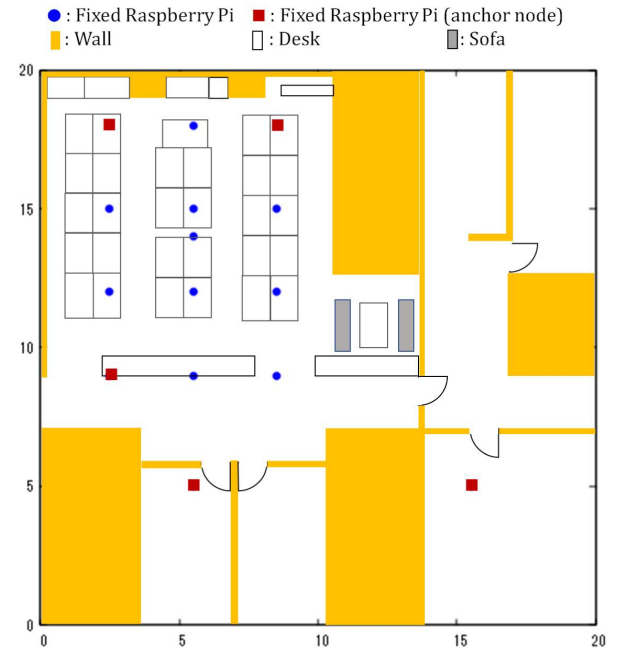 : Fixed Raspberry Pi : Fixed Raspberry Pi (anchor node)
: Wall : Desk : Sofa
20
15
10
5
0
0 5 10 15 20